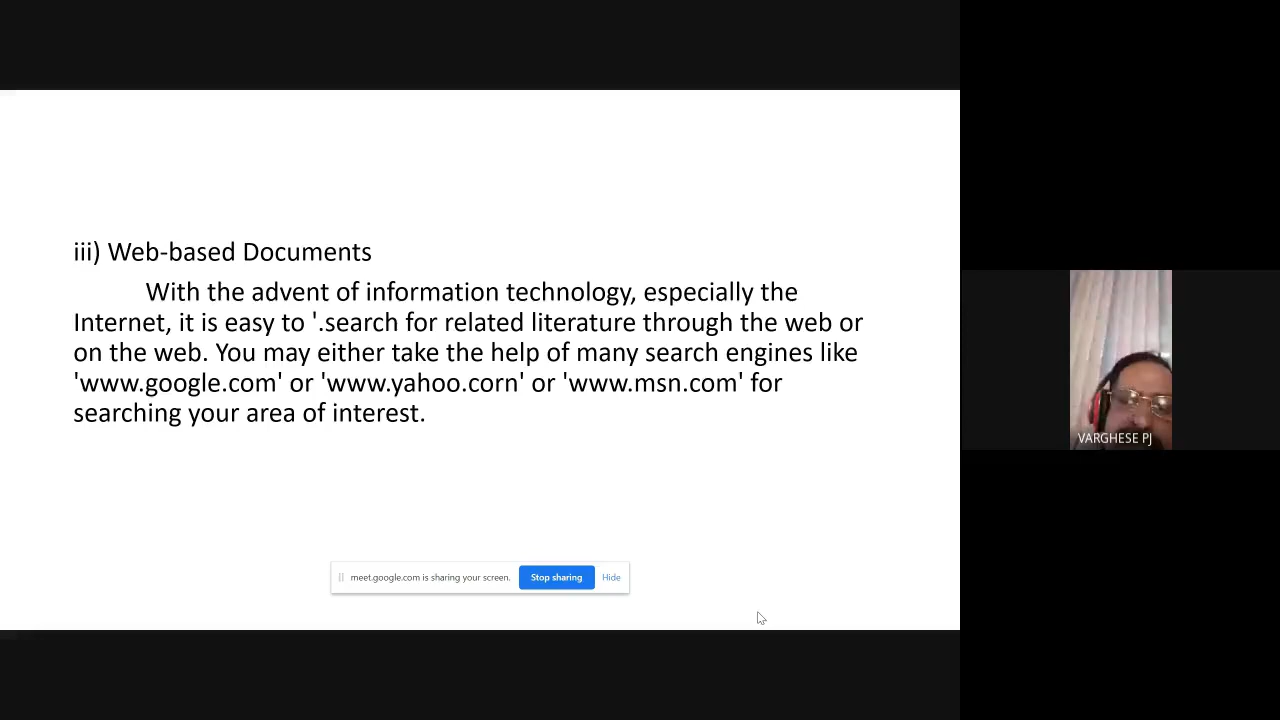 iii) Web-based Documents
With the advent of information technology, especially the
Internet, it is easy to '.search for related literature through the web or
on the web. You may either take the help of many search engines like
'www.google.com' or 'www.yahoo.corn' or 'www.msn.com' for
searching your area of interest.
VARGHESE PJ
meet.google.com is sharing your screen. Stop sharing Hide